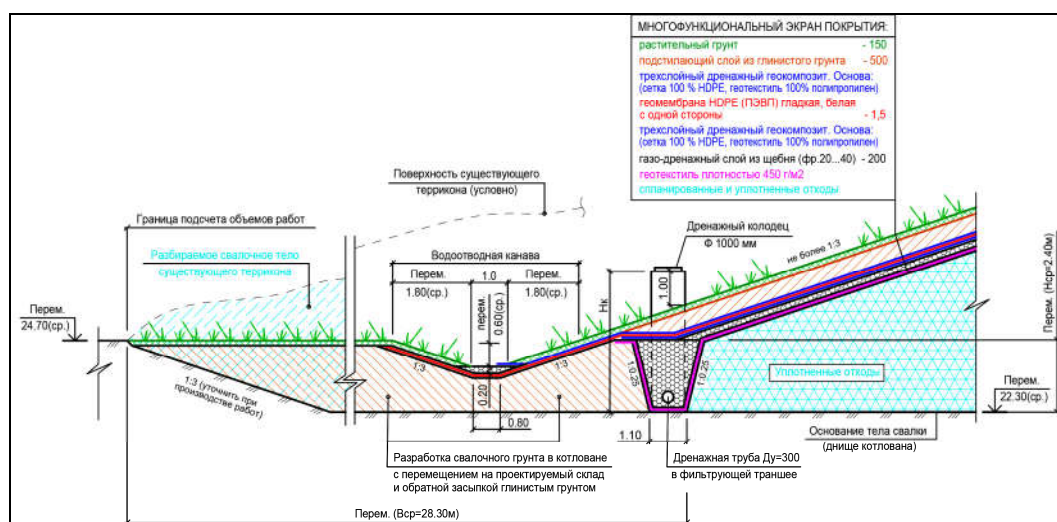 МНОГОФУНКЦИОНАЛЬНЫЙ ЭКРАН ПОКРЫТИЯ:
растительный грунт - 150
подстилающий слой из глинистого грунта - 500
трехслойный дренажный геокомпозит. Основа:
(сетка 100 % HDPE, геотекстиль 100% полипропилен)
геомембрана HDPE (ПЭВП) гладкая, белая
с одной стороны - 1,5
трехслойный дренажный геокомпозит. Основа:
(сетка 100 % HDPE, геотекстиль 100% полипропилен)
газо-дренажный слой из щебня (фр.20...40) - 200
геотекстиль плотностью 450 г/м2
спланированные и уплотненные отходы
Поверхность существующего
террикона (условно)
Граница подсчета объемов работ
Разбираемое свалочное тело
существующего террикона
Водоотводная канава
Перем.
1.80(ср.)
1.0
Перем.
1.80(ср.)
перем.
0.60(ср.)
Дренажный колодец
Ф 1000 мм
1.00
Нк
не более 1:3
Перем. (Нср=2.40м)
Перем.
24.70(ср.)
1:3 (уточнить при
производстве работ)
1:3
1:3
0.20
0.80
1:0.25
1:0.25
1.10
Уплотненные отходы
Перем.
22.30(ср.)
Основание тела свалки
(днище котлована)
Разработка свалочного грунта в котловане
с перемещением на проектируемый склад
и обратной засыпкой глинистым грунтом
Дренажная труба Ду=300
в фильтрующей траншее
Перем. (Вср=28.30м)